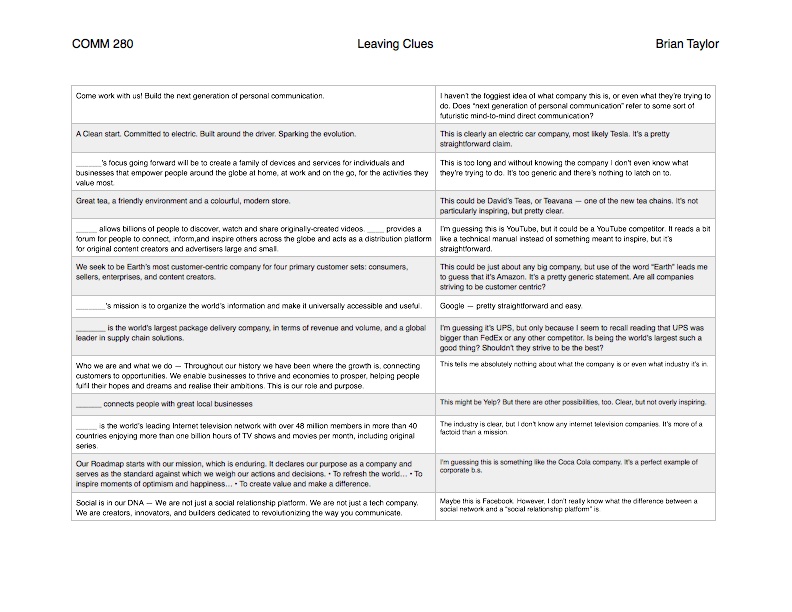 COMM 280
Leaving Clues
Brian Taylor
Come work with us! Build the next generation of personal communication.
I haven't the foggiest idea of what company this is, or even what they're trying to
do. Does "next generation of personal communication" refer to some sort of
futuristic mind-to-mind direct communication?
A Clean start. Committed to electric. Built around the driver. Sparking the evolution.
This is clearly an electric car company, most likely Tesla. It's a pretty
straightforward claim.
______'s focus going forward will be to create a family of devices and services for individuals and
businesses that empower people around the globe at home, at work and on the go, for the activities they
value most.
This is too long and without knowing the company I don't even know what
they're trying to do. It's too generic and there's nothing to latch on to.
Great tea, a friendly environment and a colourful, modern store.
This could be David's Teas, or Teavana — one of the new tea chains. It's not
particularly inspiring, but pretty clear.
_____ allows billions of people to discover, watch and share originally-created videos. ____ provides a
forum for people to connect, inform,and inspire others across the globe and acts as a distribution platform
for original content creators and advertisers large and small.
I'm guessing this is YouTube, but it could be a YouTube competitor. It reads a bit
like a technical manual instead of something meant to inspire, but it's
straightforward.
We seek to be Earth's most customer-centric company for four primary customer sets: consumers,
sellers, enterprises, and content creators.
This could be just about any big company, but use of the word "Earth" leads me
to guess that it's Amazon. It's a pretty generic statement. Are all companies
striving to be customer centric?
_______'s mission is to organize the world's information and make it universally accessible and useful.
Google — pretty straightforward and easy.
______ is the world's largest package delivery company, in terms of revenue and volume, and a global
leader in supply chain solutions.
I'm guessing it's UPS, but only because I seem to recall reading that UPS was
bigger than FedEx or any other competitor. Is being the world's largest such a
good thing? Shouldn't they strive to be the best?
Who we are and what we do — Throughout our history we have been where the growth is, connecting
customers to opportunities. We enable businesses to thrive and economies to prosper, helping people
fulfil their hopes and dreams and realise their ambitions. This is our role and purpose.
This tells me absolutely nothing about what the company is or even what industry it's in.
______ connects people with great local businesses
This might be Yelp? But there are other possibilities, too. Clear, but not overly inspiring.
_____ is the world's leading Internet television network with over 48 million members in more than 40
countries enjoying more than one billion hours of TV shows and movies per month, including original
series.
The industry is clear, but I don't know any internet television companies. It's more of a
factoid than a mission
Our Roadmap starts with our mission, which is enduring. It declares our purpose as a company and
serves as the standard against which we weigh our actions and decisions. • To refresh the world... • To
inspire moments of optimism and happiness... • To create value and make a difference.
I'm guessing this is something like the Coca Cola company. It's a perfect example of
corporate b.s.
Social is in our DNA — We are not just a social relationship platform. We are not just a tech company.
We are creators, innovators, and builders dedicated to revolutionizing the way you communicate.
Maybe this is Facebook. However, I don't really know what the difference between a
social network and a "social relationship platform" is.